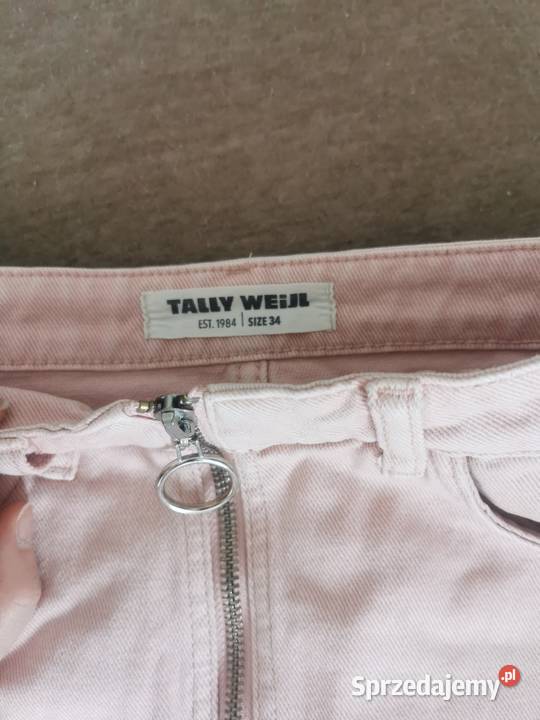 TALLY WEiJL
EST. 1984 | SIZE 34
Sprzedajemy.pl